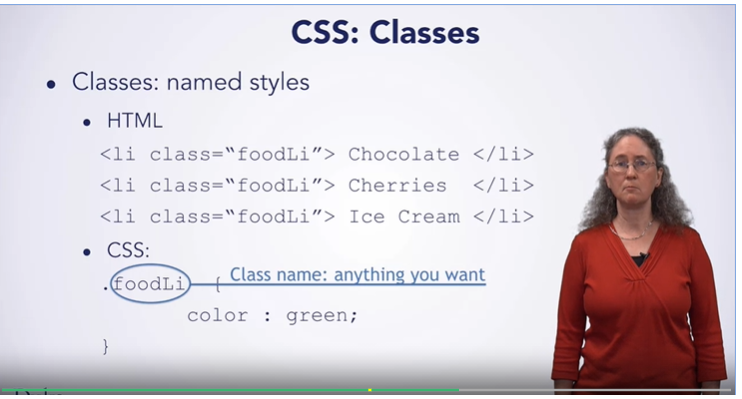 CSS: Classes
• Classes: named styles
• HTML
<li class=“foodLi”> Chocolate </li>
<li class=“foodLi”> Cherries </li>
<li class=“foodLi”> Ice Cream </li>
• CSS:
.foodLi { Class name: anything you want
color : green;
}